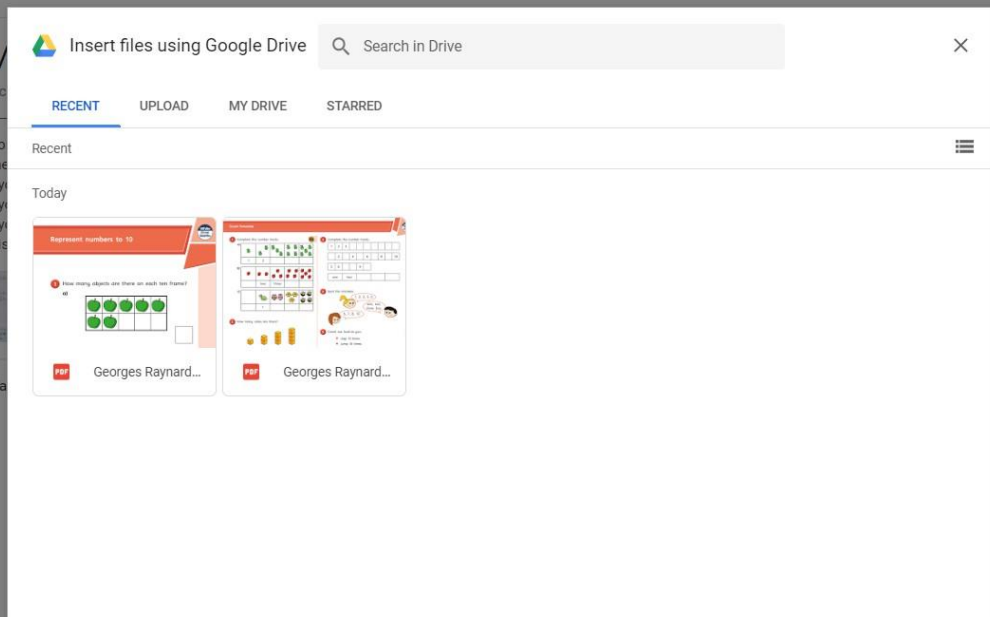 Insert files using Google Drive
Search in Drive
RECENT UPLOAD MY DRIVE STARRED
Recent
Today
Represent numbers to 10
How many objects are there on each ten frame?
PDF Georges Raynard...
PDF Georges Raynard...